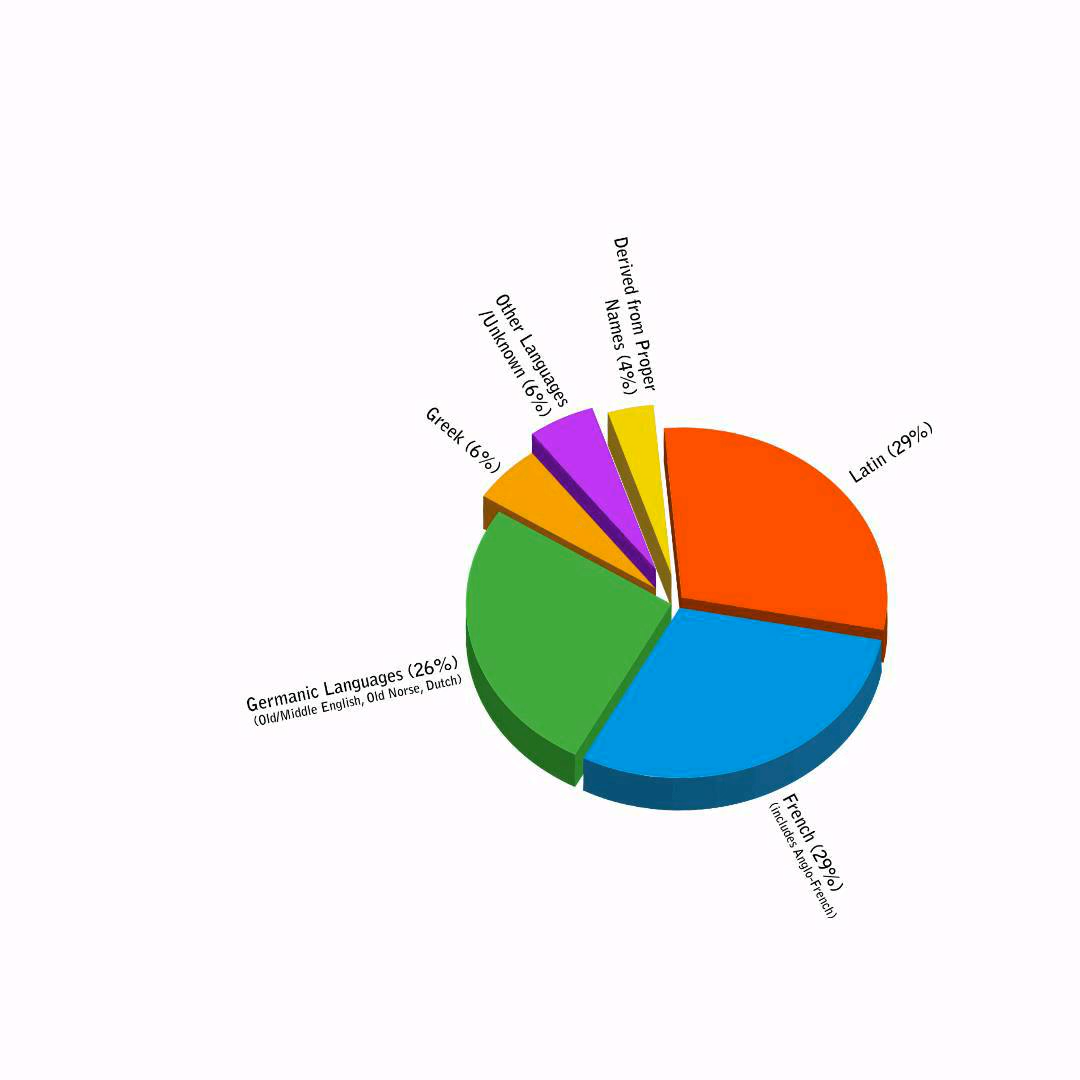 Derived from Proper
Names (4%)
Other Languages
/Unknown (6%)
Greek (6%)
Latin (29%)
Germanic Languages (26%)
(Old/Middle English, Old Norse, Dutch)
French (29%)
(includes Anglo-French)